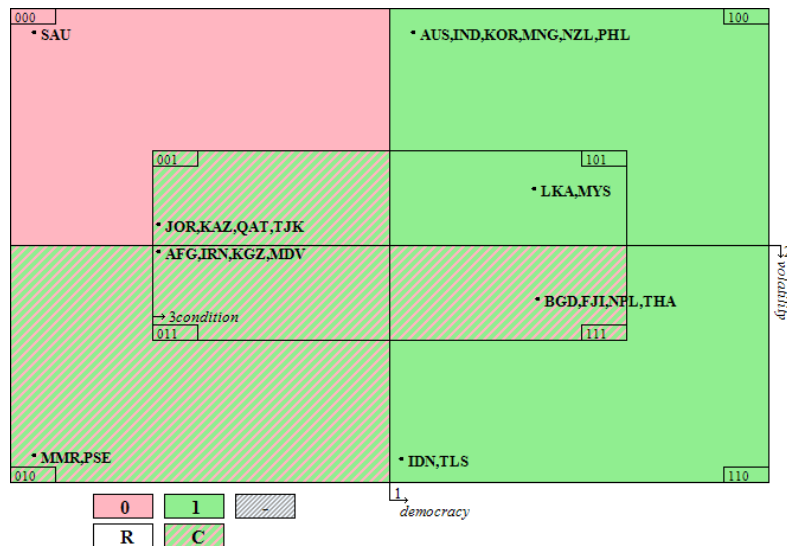 000
100
SAU
AUS,IND,KOR,MNG,NZL,PHL
001
101
LKA,MYS
JOR,KAZ,QAT,TJK
AFG,IRN,KGZ,MDV
volability
BGD,FJI,NPL,THA
3condition
011
111
MMR,PSE
IDN,TLS
010
110
1
democracy
0 1 -
R C